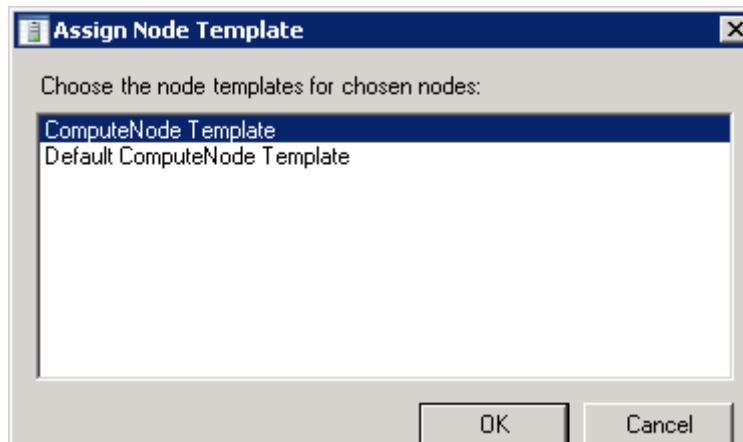 Assign Node Template
Choose the node templates for chosen nodes:
ComputeNode Template
Default ComputeNode Template
OK Cancel